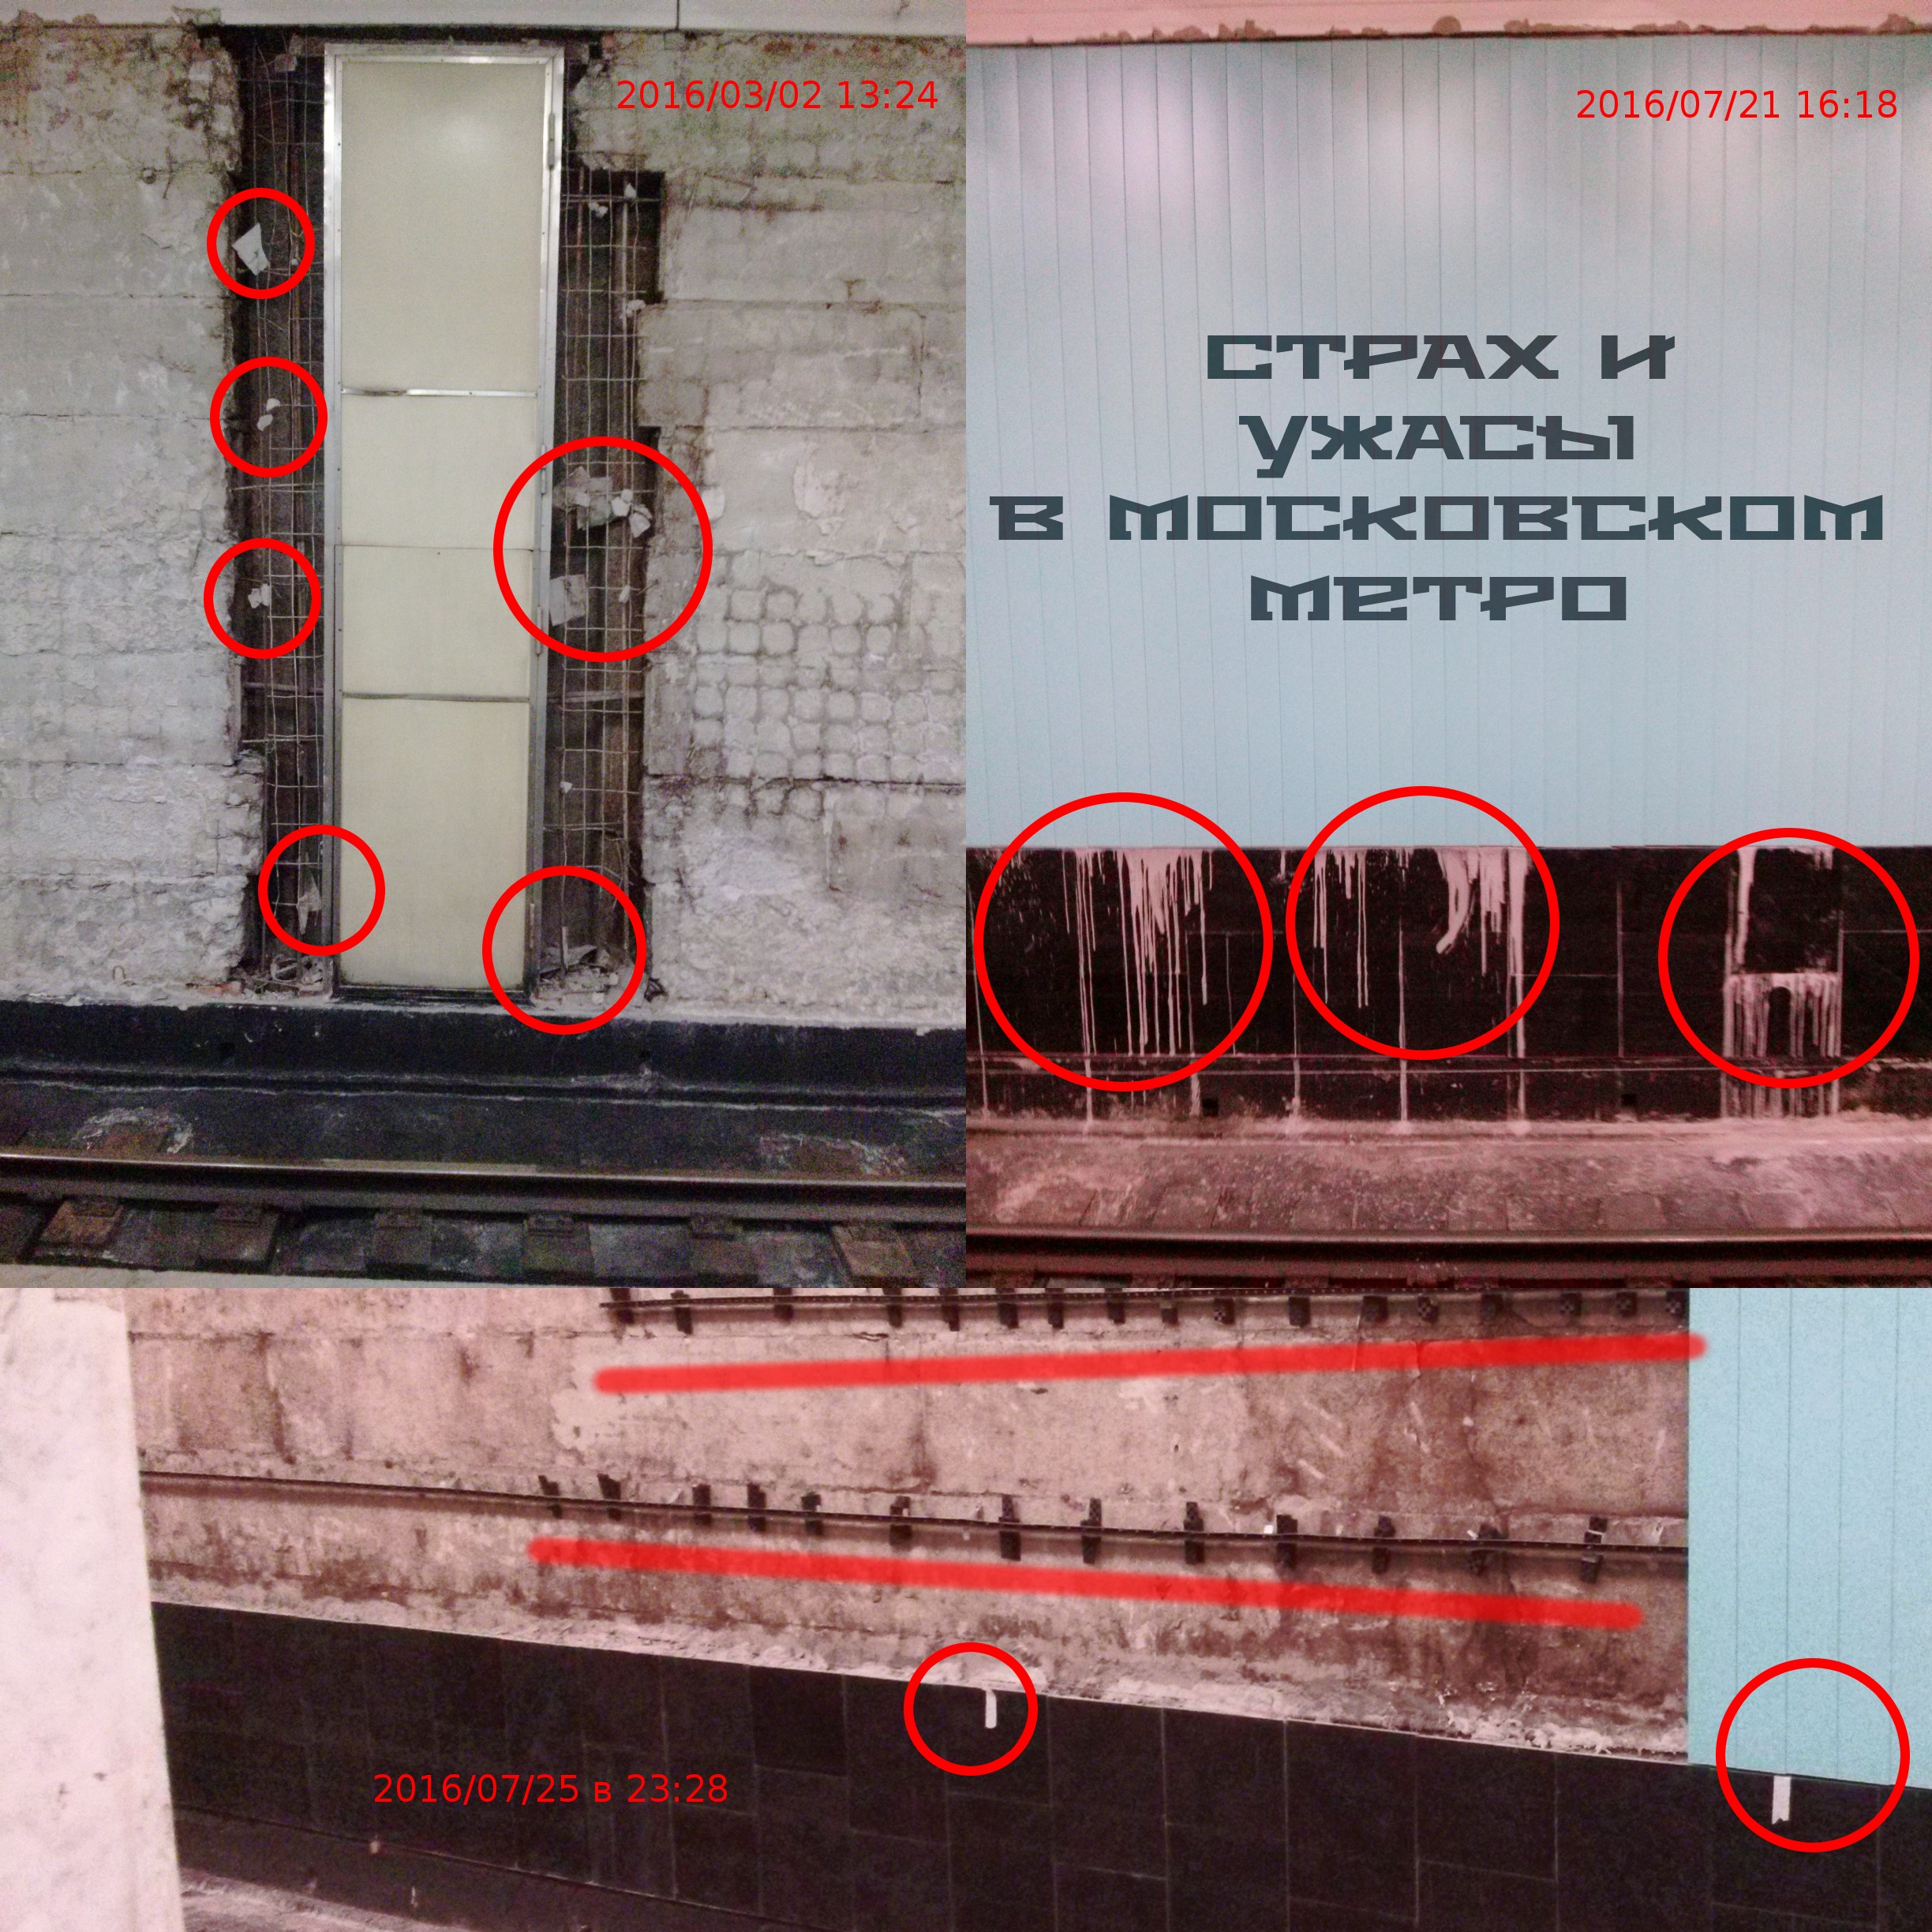 2016/03/02 13:24
2016/07/21 16:18
СТРАХ И
УЖАСЫ
В МОСКОВСКОМ
МЕТРО
2016/07/25 в 23:28